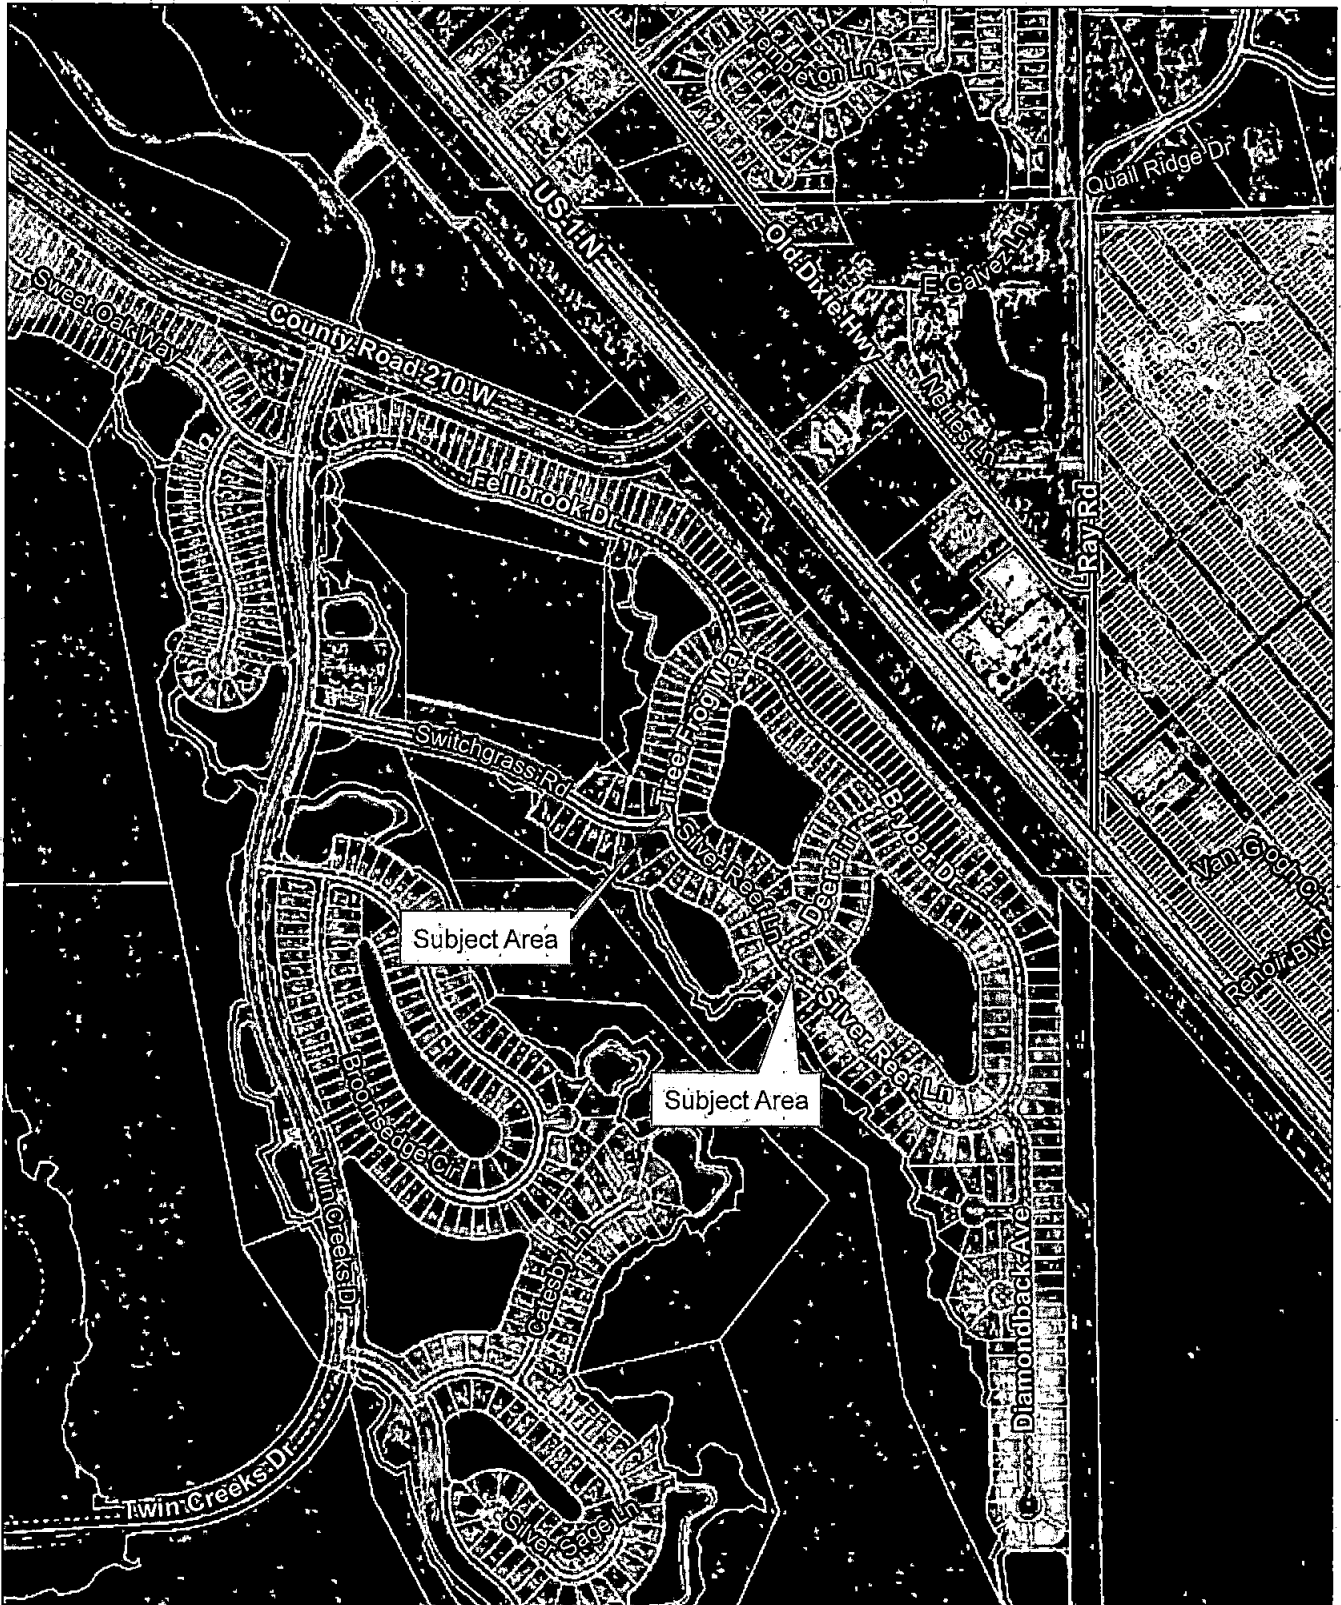 Templeton Ln
Quail Ridge Dr
US 1 N
Old Dixie Hwy
E Galvez Ln
Sweet Oak Way
County Road 210 W
Nettles Ln
Fellbrook Dr
Ray Rd
Tree Frog Way
Switchgrass Rd
Silver Reef Ln
Deer Trl
Van Gogh Cir
Renoir Blvd
Subject Area
Silver Reef Ln
Subject Area
Broomsedge Cir
Twin Creeks Dr
Catesby Ln
Diamondback Ave
Twin Creeks Dr
Silver Sage Ln